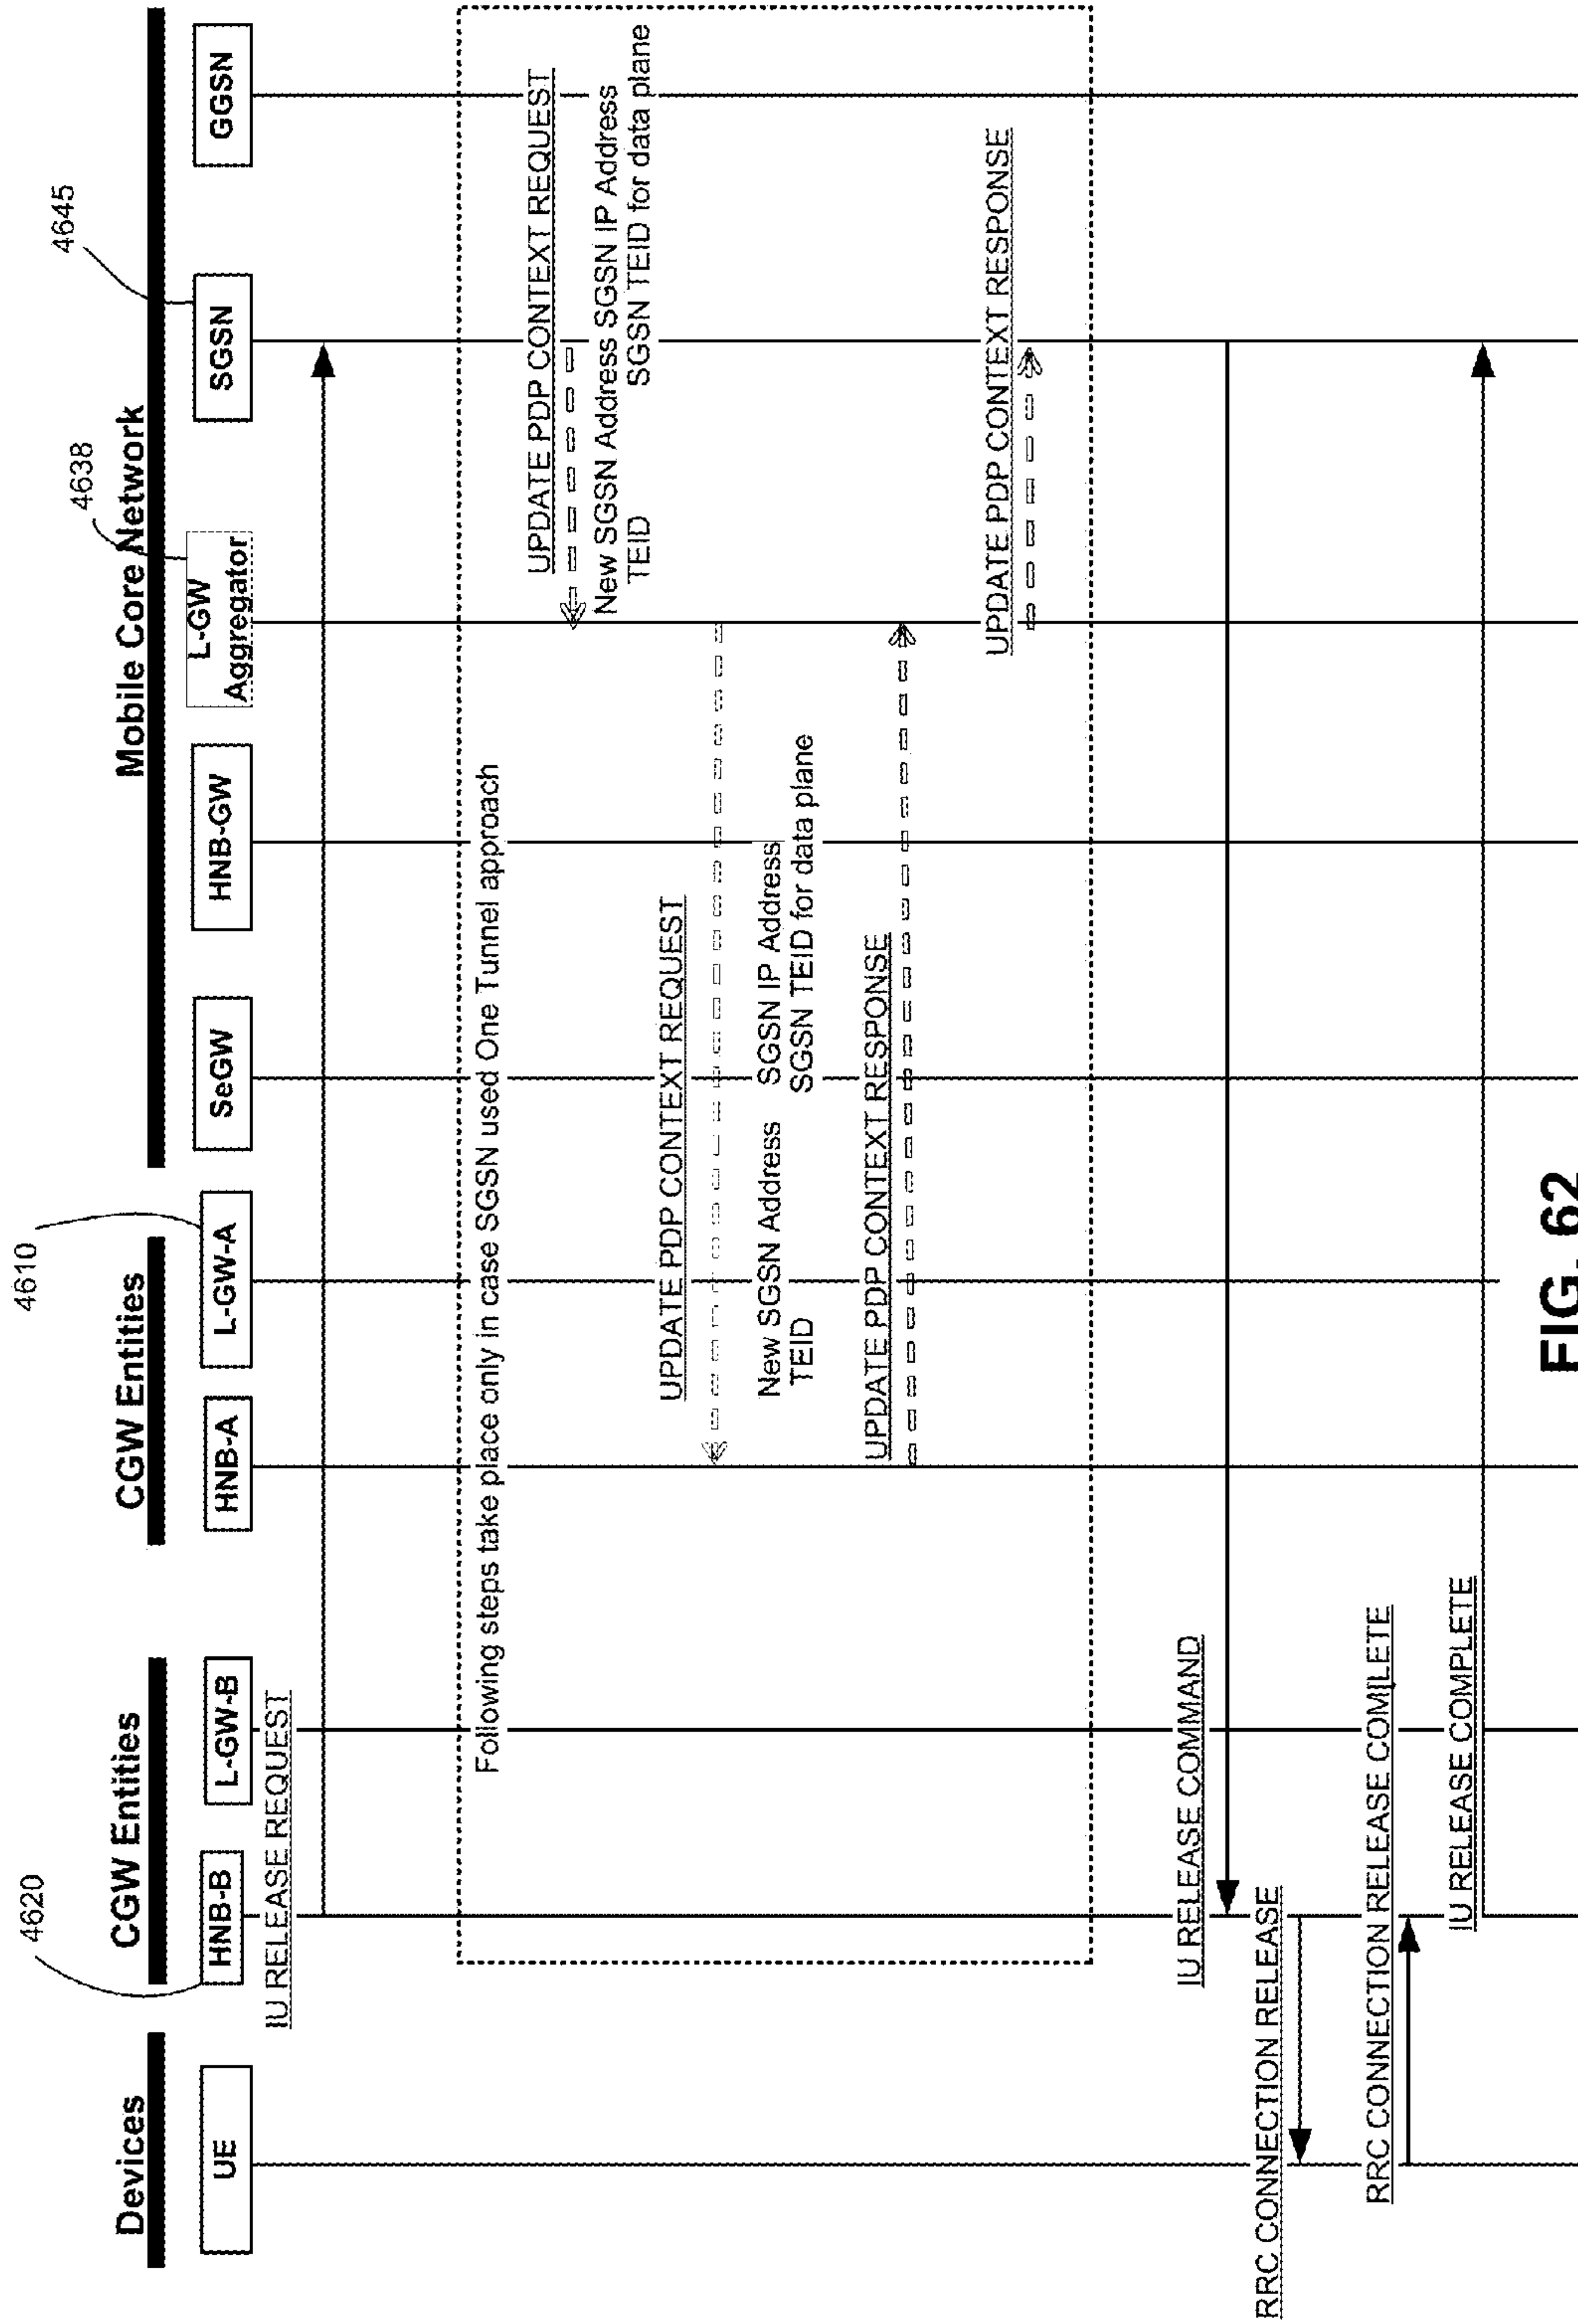 Devices
CGW Entities
CGW Entities
Mobile Core Network
4620
4610
4638
4645
UE
HNB-B
L-GW-B
HNB-A
L-GW-A
SeGW
HNB-GW
L-GW
Aggregator
SGSN
GGSN
IU RELEASE REQUEST
Following steps take place only in case SGSN used One Tunnel approach
UPDATE PDP CONTEXT REQUEST
New SGSN Address SGSN IP Address
TEID SGSN TEID for data plane
UPDATE PDP CONTEXT REQUEST
New SGSN Address SGSN IP Address
TEID SGSN TEID for data plane
UPDATE PDP CONTEXT RESPONSE
UPDATE PDP CONTEXT RESPONSE
IU RELEASE COMMAND
RRC CONNECTION RELEASE
RRC CONNECTION RELEASE COMILETE
IU RELEASE COMPLETE
FIG. 62